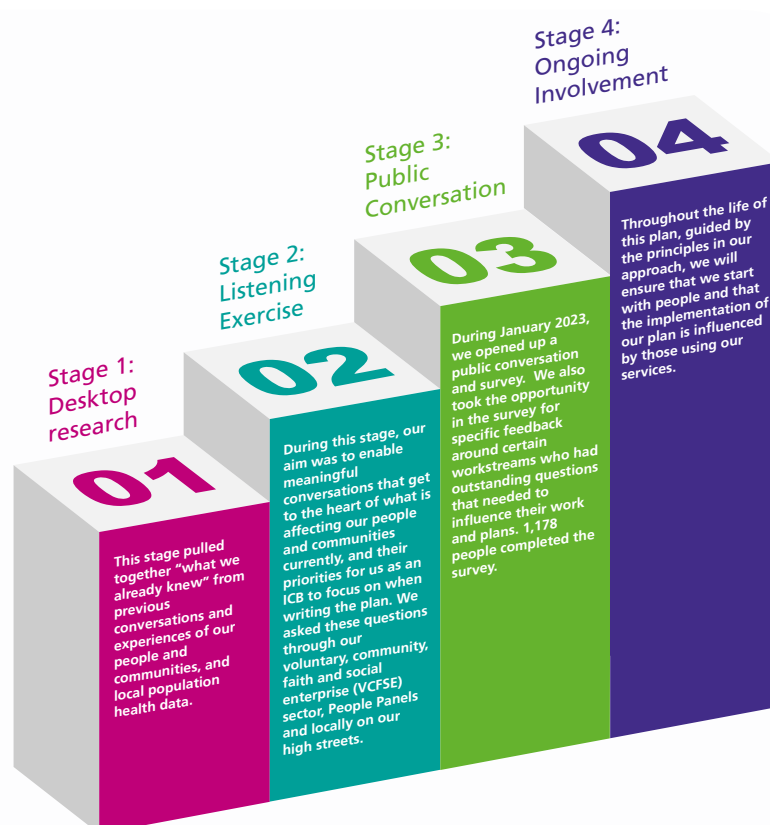 Stage 1:
Desktop
research
01
This stage pulled
together “what we
already knew” from
previous
conversations and
experiences of our
people and
communities, and
local population
health data.
Stage 2:
Listening
Exercise
02
During this stage, our
aim was to enable
meaningful
conversations that get
to the heart of what is
affecting our people
and communities
currently, and their
priorities for us as an
ICB to focus on when
writing the plan. We
asked these questions
through our
voluntary, community,
faith and social
enterprise (VCFSE)
sector, People Panels
and locally on our
high streets.
Stage 3:
Public
Conversation
03
During January 2023,
we opened up a
public conversation
and survey. We also
took the opportunity
in the survey for
specific feedback
around certain
workstreams who had
outstanding questions
that needed to
influence their work
and plans. 1,178
people completed the
survey.
Stage 4:
Ongoing
Involvement
04
Throughout the life of
this plan, guided by
the principles in our
approach, we will
ensure that we start
with people and that
the implementation of
our plan is influenced
by those using our
services.